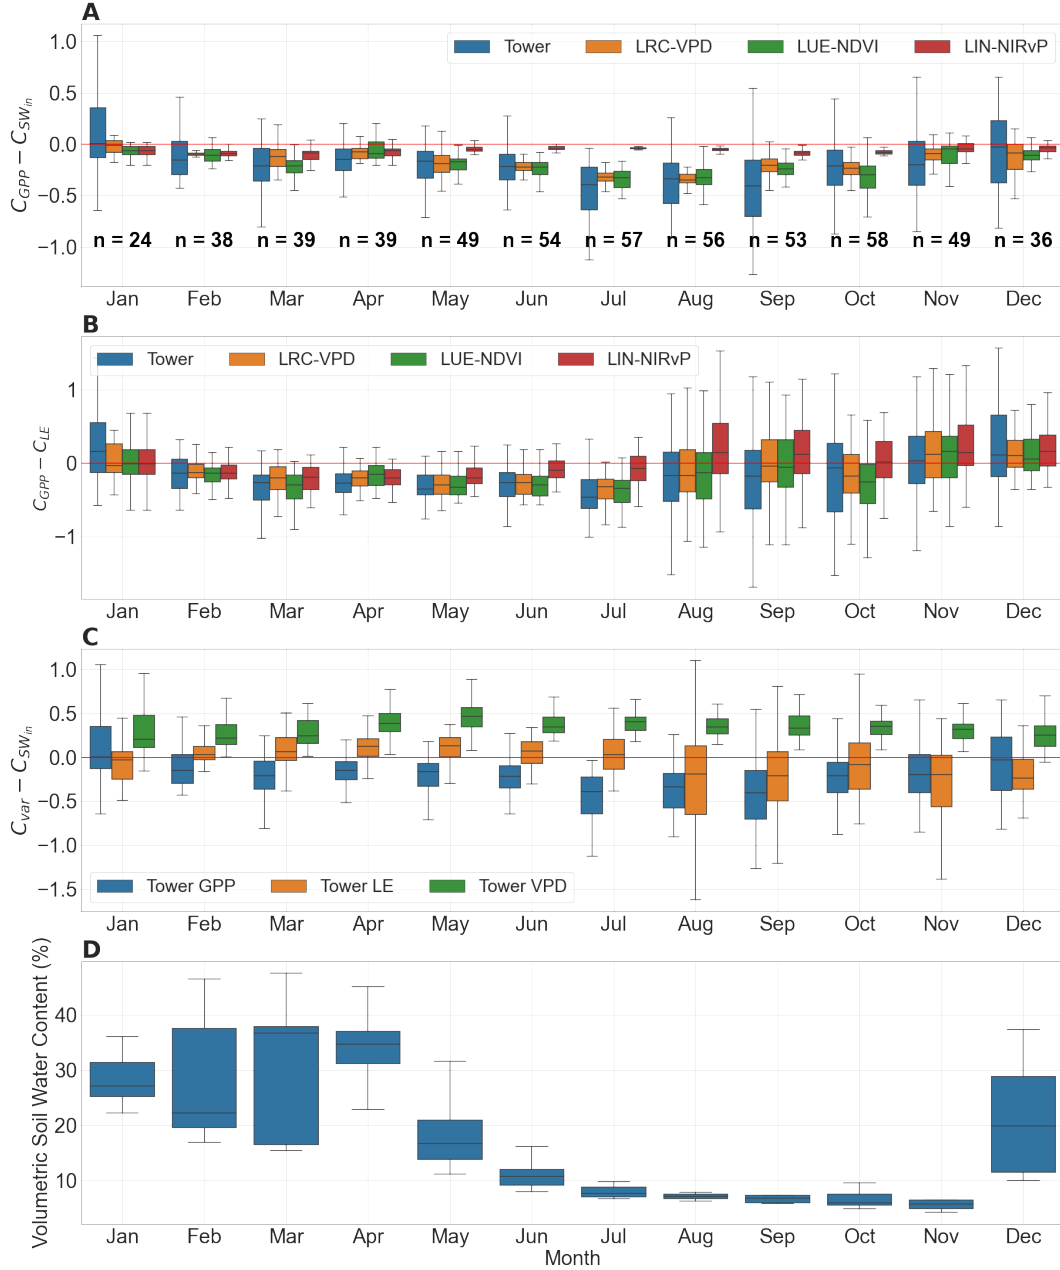 A
1.0
0.5
0.0
−0.5
−1.0
C_GPP − C_SW_in
Tower LRC-VPD LUE-NDVI LIN-NIRvP
n = 24 n = 38 n = 39 n = 39 n = 49 n = 54 n = 57 n = 56 n = 53 n = 58 n = 49 n = 36
Jan Feb Mar Apr May Jun Jul Aug Sep Oct Nov Dec
B
1
0
−1
C_GPP − C_LE
Tower LRC-VPD LUE-NDVI LIN-NIRvP
Jan Feb Mar Apr May Jun Jul Aug Sep Oct Nov Dec
C
1.0
0.5
0.0
−0.5
−1.0
−1.5
C_var − C_SW_in
Tower GPP Tower LE Tower VPD
Jan Feb Mar Apr May Jun Jul Aug Sep Oct Nov Dec
D
40
30
20
10
Volumetric Soil Water Content (%)
Jan Feb Mar Apr May Jun Jul Aug Sep Oct Nov Dec
Month